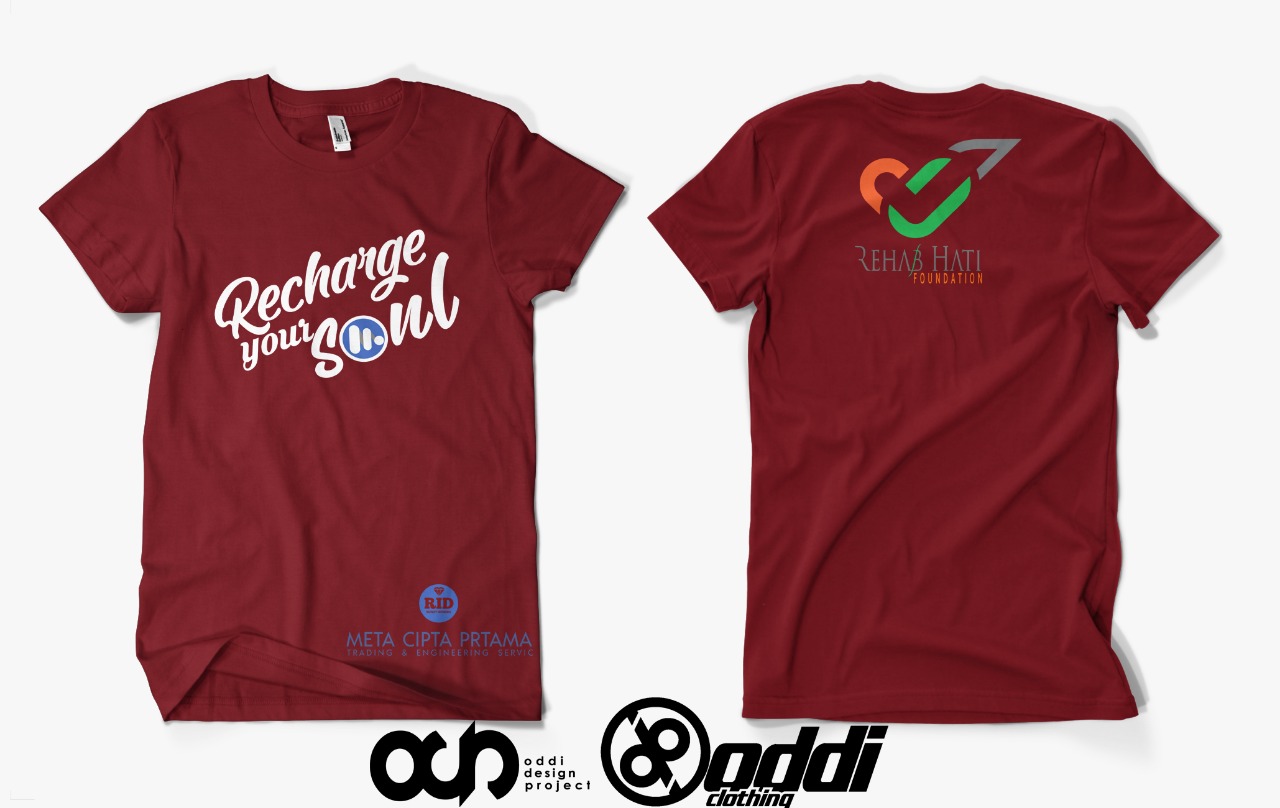 Recharge
your Soul
RID
META CIPTA PRTAMA
TRADING & ENGINEERING SERVIC
REHAB HATI
FOUNDATION
oddi
design
project
oddi
clothing